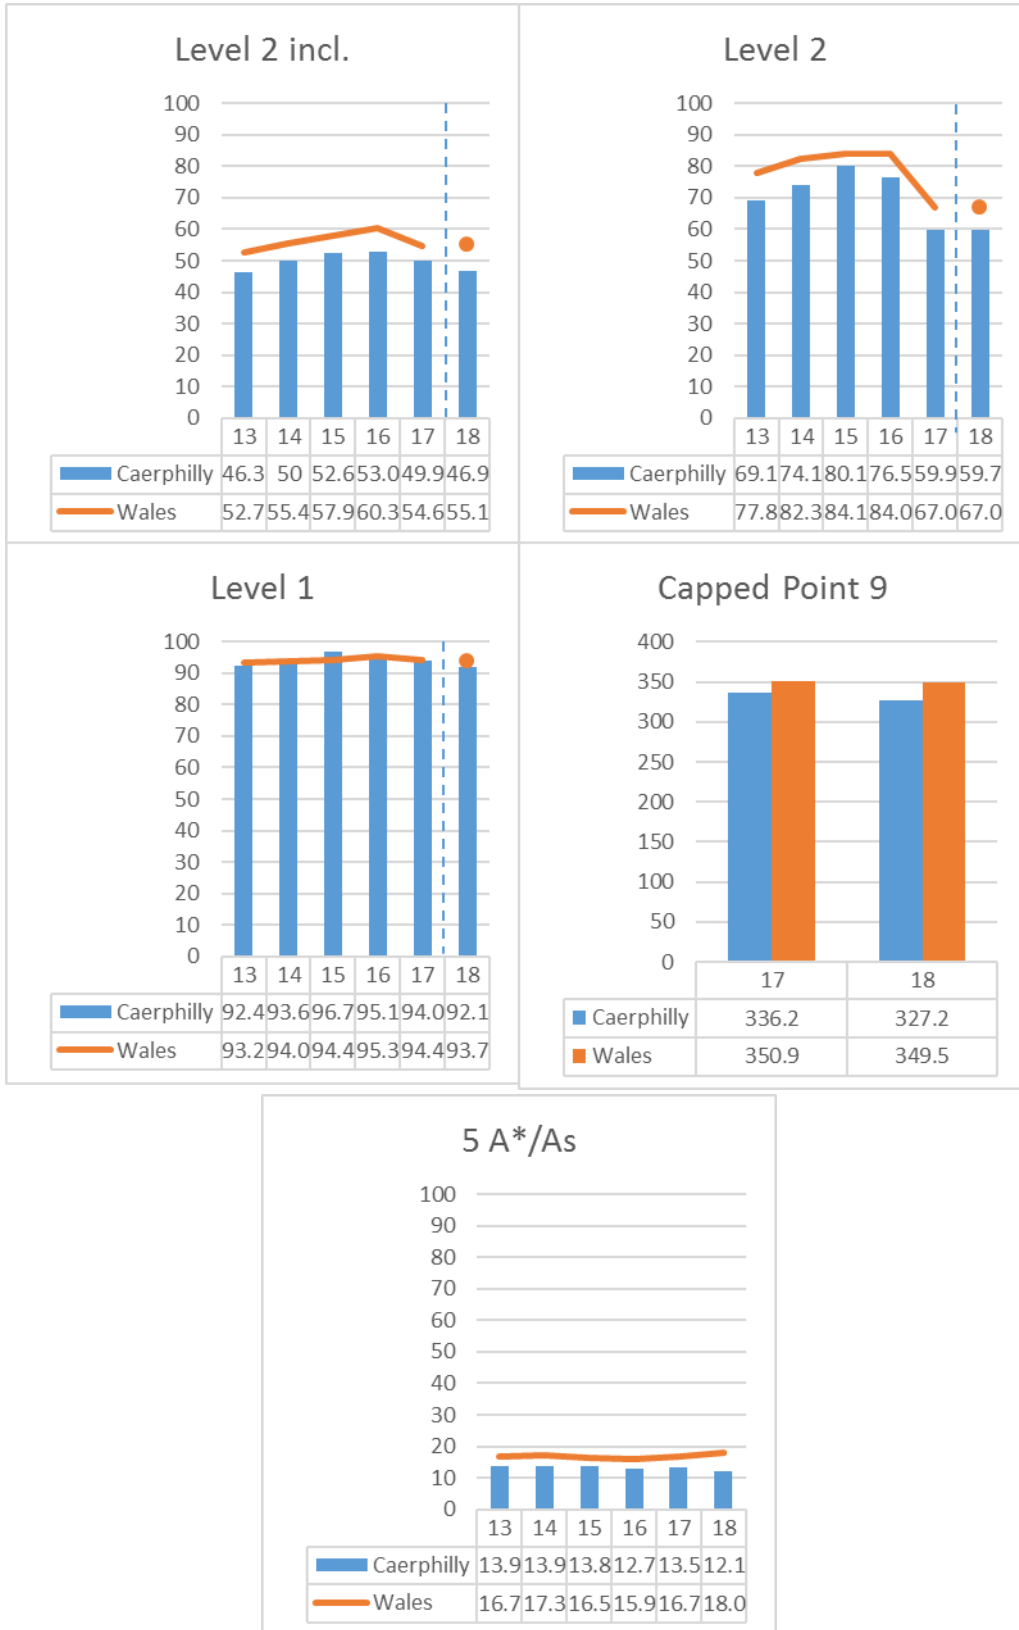 Level 2 incl.
100
90
80
70
60
50
40
30
20
10
0
13 14 15 16 17 18
Caerphilly 46.3 50 52.6 53.0 49.9 46.9
Wales 52.7 55.4 57.9 60.3 54.6 55.1
Level 2
100
90
80
70
60
50
40
30
20
10
0
13 14 15 16 17 18
Caerphilly 69.1 74.1 80.1 76.5 59.9 59.7
Wales 77.8 82.3 84.1 84.0 67.0 67.0
Level 1
100
90
80
70
60
50
40
30
20
10
0
13 14 15 16 17 18
Caerphilly 92.4 93.6 96.7 95.1 94.0 92.1
Wales 93.2 94.0 94.4 95.3 94.4 93.7
Capped Point 9
400
350
300
250
200
150
100
50
0
17 18
Caerphilly 336.2 327.2
Wales 350.9 349.5
5 A*/As
100
90
80
70
60
50
40
30
20
10
0
13 14 15 16 17 18
Caerphilly 13.9 13.9 13.8 12.7 13.5 12.1
Wales 16.7 17.3 16.5 15.9 16.7 18.0